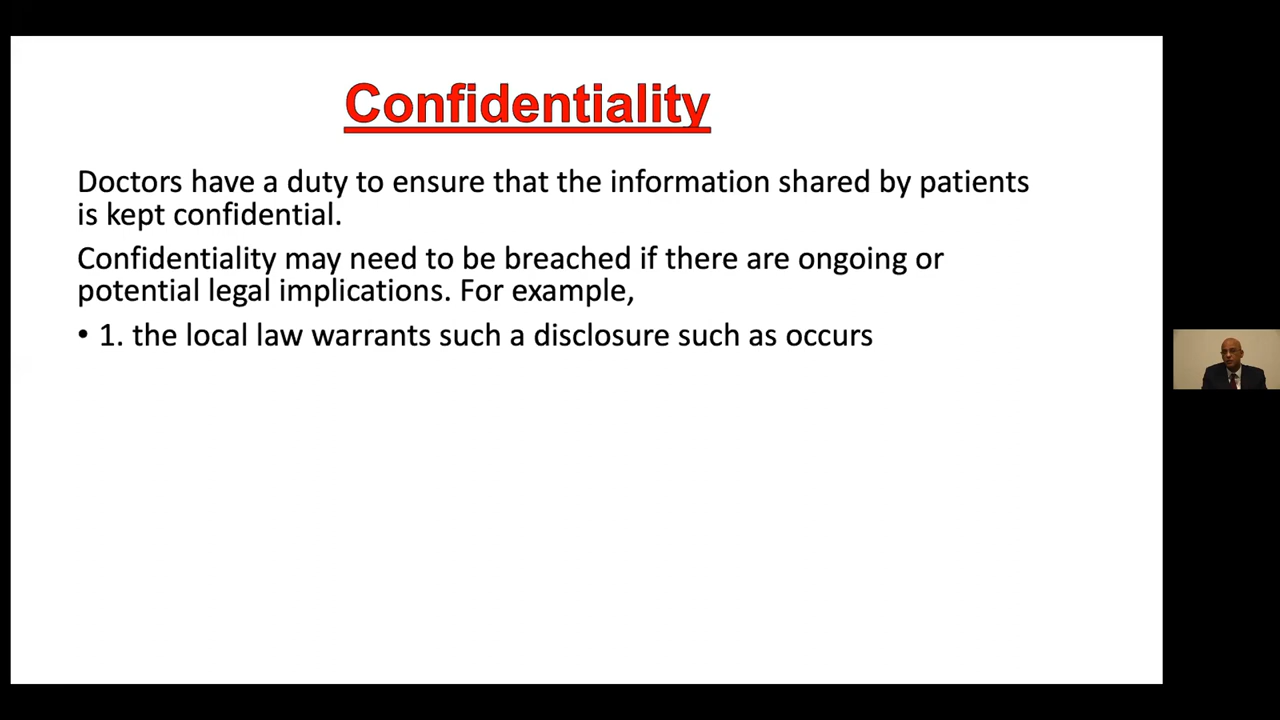 Confidentiality
Doctors have a duty to ensure that the information shared by patients
is kept confidential.
Confidentiality may need to be breached if there are ongoing or
potential legal implications. For example,
• 1. the local law warrants such a disclosure such as occurs